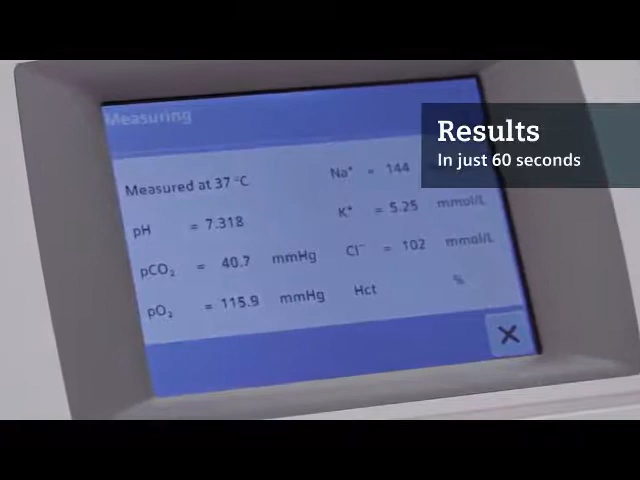 Measuring
Results
In just 60 seconds
Measured at 37 °C
pH = 7.318
pCO₂ = 40.7 mmHg
pO₂ = 115.9 mmHg
Na⁺ = 144
K⁺ = 5.25 mmol/L
Cl⁻ = 102 mmol/L
Hct %